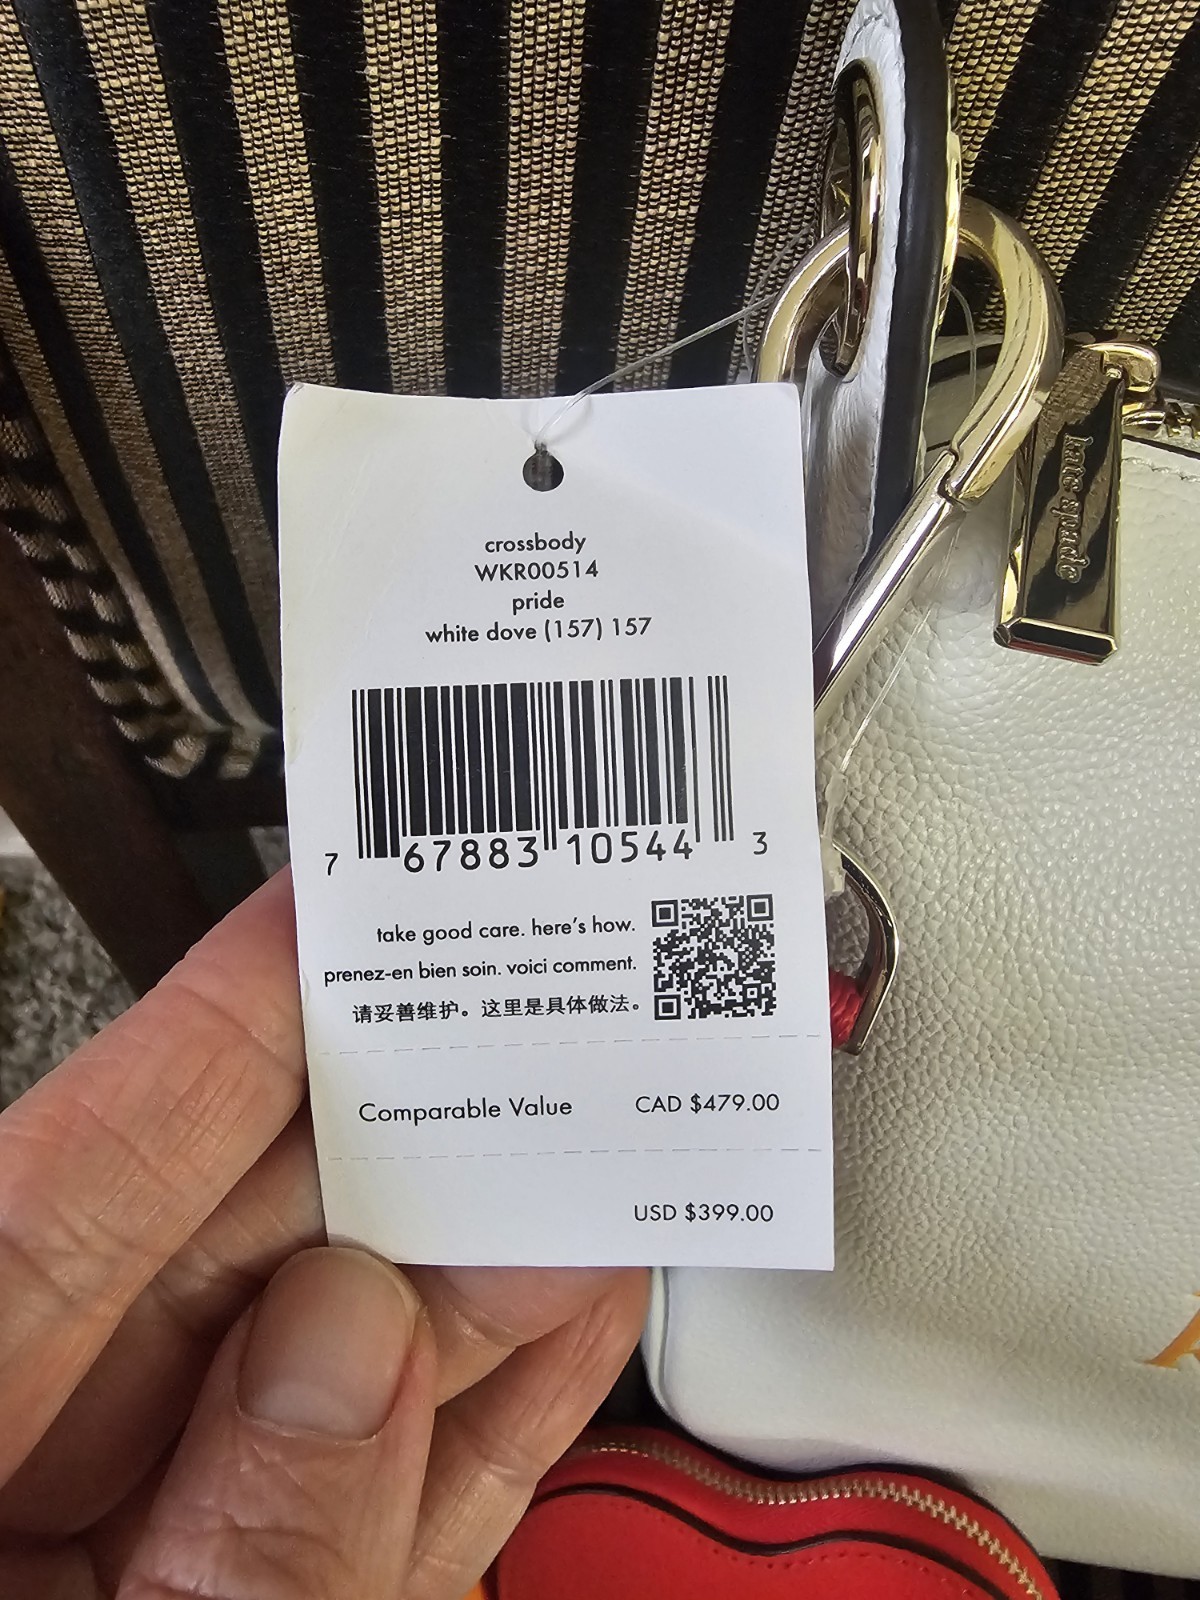 crossbody
WKR00514
pride
white dove (157) 157
7 67883 10544 3
take good care. here's how.
prenez-en bien soin. voici comment.
请妥善维护。这里是具体做法。
Comparable Value CAD $479.00
USD $399.00
kate spade